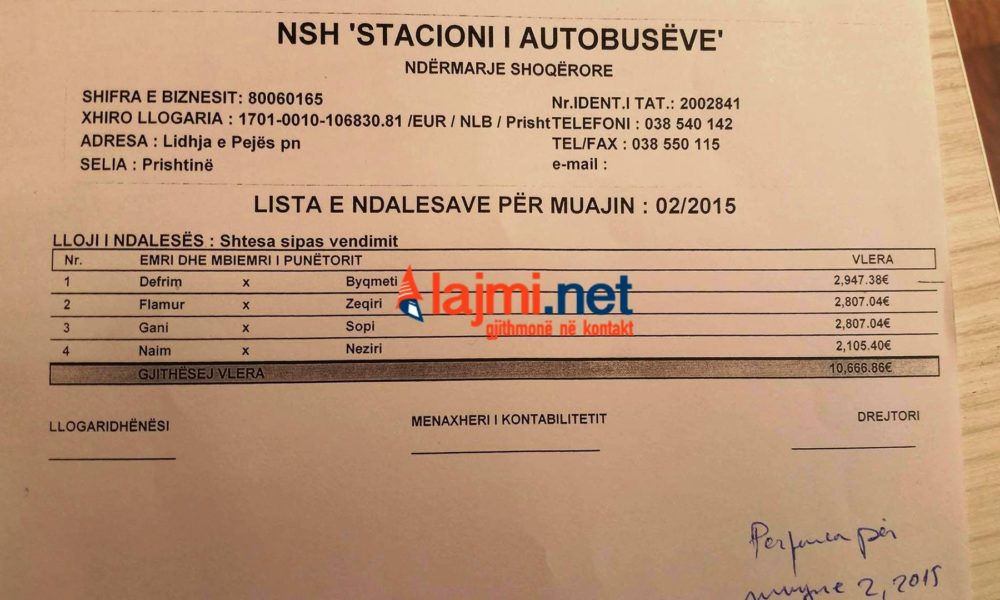 NSH 'STACIONI I AUTOBUSËVE'
NDËRMARJE SHOQËRORE
SHIFRA E BIZNESIT: 80060165
Nr.IDENT.I TAT.: 2002841
XHIRO LLOGARIA : 1701-0010-106830.81 /EUR / NLB / Prisht
TELEFONI : 038 540 142
ADRESA : Lidhja e Pejës pn
TEL/FAX : 038 550 115
SELIA : Prishtinë
e-mail :
LISTA E NDALESAVE PËR MUAJIN : 02/2015
LLOJI I NDALESËS : Shtesa sipas vendimit
Nr. EMRI DHE MBIEMRI I PUNËTORIT VLERA
1 Defrim x Byqmeti 2,947.38€
2 Flamur x Zeqiri 2,807.04€
3 Gani x Sopi 2,807.04€
4 Naim x Neziri 2,105.40€
GJITHËSEJ VLERA 10,666.86€
lajmi.net
gjithmonë në kontakt
LLOGARIDHËNËSI MENAXHERI I KONTABILITETIT DREJTORI
për
2, 2015